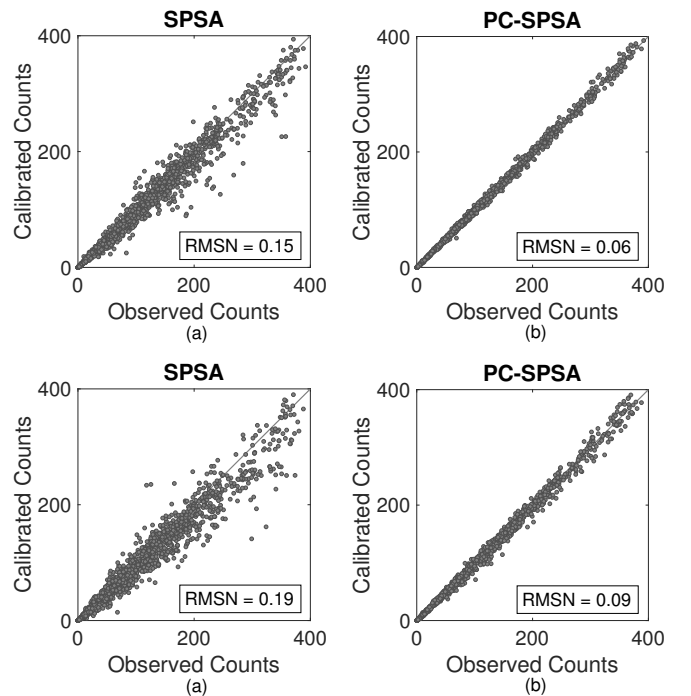 SPSA
PC-SPSA
400
200
0
Calibrated Counts
RMSN = 0.15
0 200 400
Observed Counts
(a)
400
200
0
Calibrated Counts
RMSN = 0.06
0 200 400
Observed Counts
(b)
SPSA
PC-SPSA
400
200
0
Calibrated Counts
RMSN = 0.19
0 200 400
Observed Counts
(a)
400
200
0
Calibrated Counts
RMSN = 0.09
0 200 400
Observed Counts
(b)